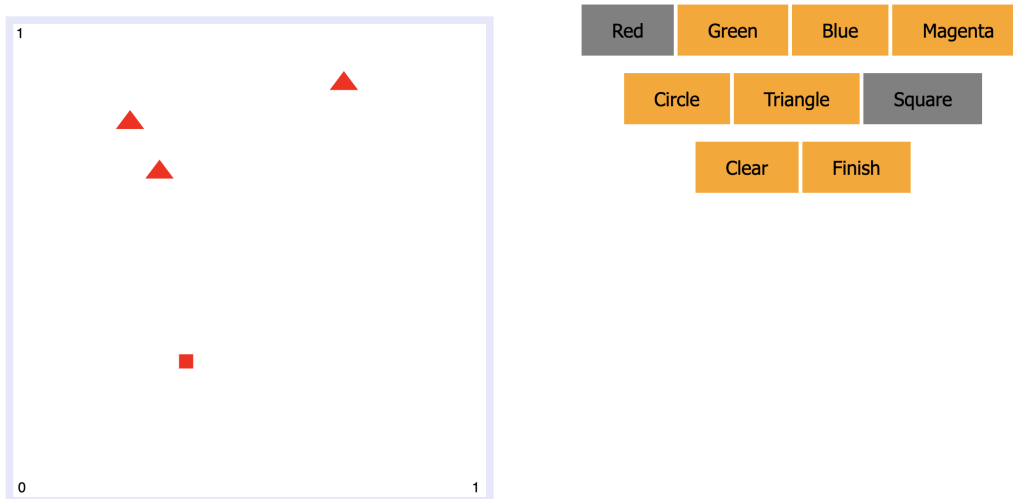 1
Red Green Blue Magenta
Circle Triangle Square
Clear Finish
0 1